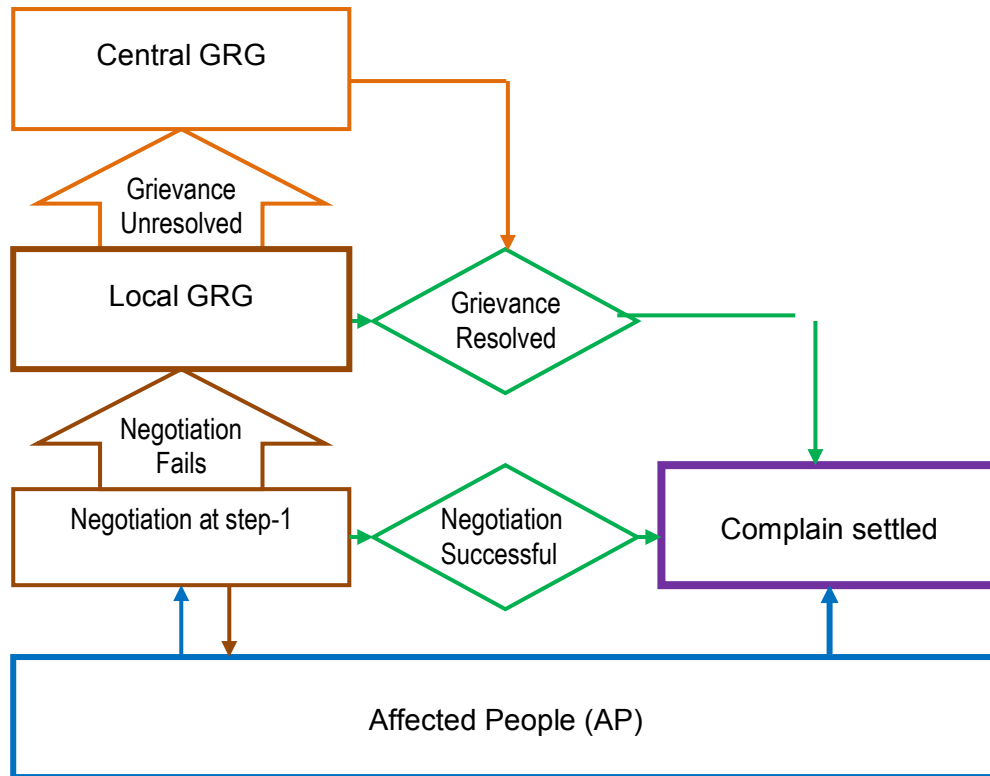 Central GRG
Grievance
Unresolved
Local GRG
Grievance
Resolved
Negotiation
Fails
Negotiation at step-1
Negotiation
Successful
Complain settled
Affected People (AP)